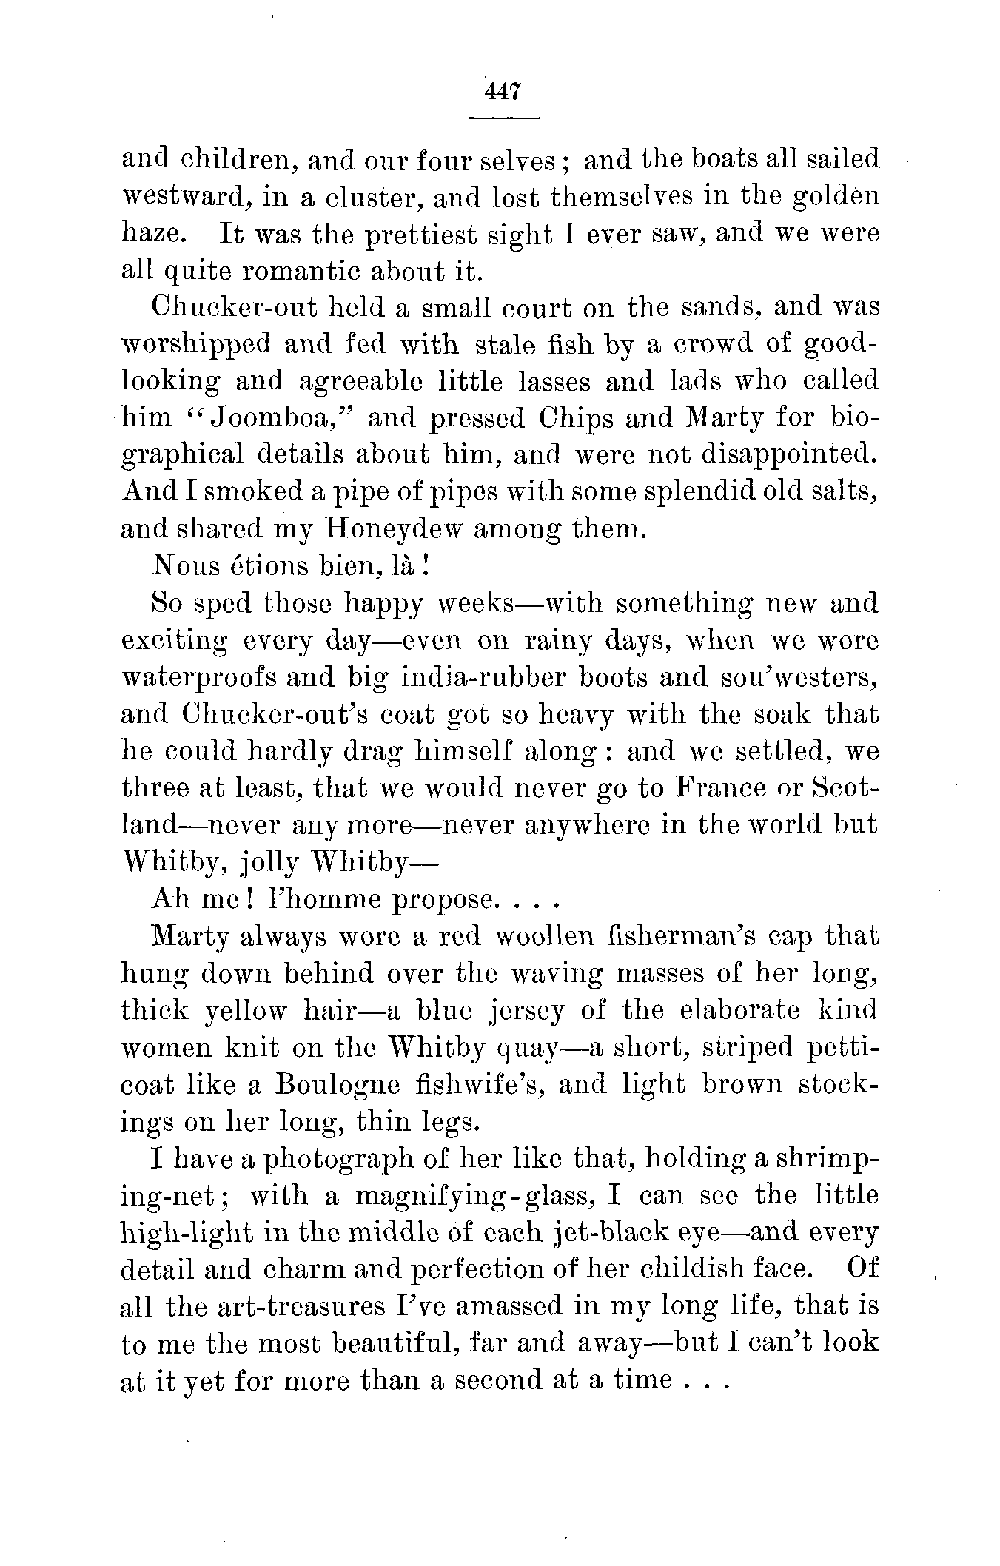 447
and children, and our four selves; and the boats all sailed
westward, in a cluster, and lost themselves in the golden
haze. It was the prettiest sight I ever saw, and we were
all quite romantic about it.
Chucker-out held a small court on the sands, and was
worshipped and fed with stale fish by a crowd of good-
looking and agreeable little lasses and lads who called
him “Joomboa,” and pressed Chips and Marty for bio-
graphical details about him, and were not disappointed.
And I smoked a pipe of pipes with some splendid old salts,
and shared my Honeydew among them.
Nous étions bien, là!
So sped those happy weeks—with something new and
exciting every day—even on rainy days, when we wore
waterproofs and big india-rubber boots and sou’westers,
and Chucker-out’s coat got so heavy with the soak that
he could hardly drag himself along: and we settled, we
three at least, that we would never go to France or Scot-
land—never any more—never anywhere in the world but
Whitby, jolly Whitby—
Ah me! l’homme propose. . . .
Marty always wore a red woollen fisherman’s cap that
hung down behind over the waving masses of her long,
thick yellow hair—a blue jersey of the elaborate kind
women knit on the Whitby quay—a short, striped petti-
coat like a Boulogne fishwife’s, and light brown stock-
ings on her long, thin legs.
I have a photograph of her like that, holding a shrimp-
ing-net; with a magnifying-glass, I can see the little
high-light in the middle of each jet-black eye—and every
detail and charm and perfection of her childish face. Of
all the art-treasures I’ve amassed in my long life, that is
to me the most beautiful, far and away—but I can’t look
at it yet for more than a second at a time . . .